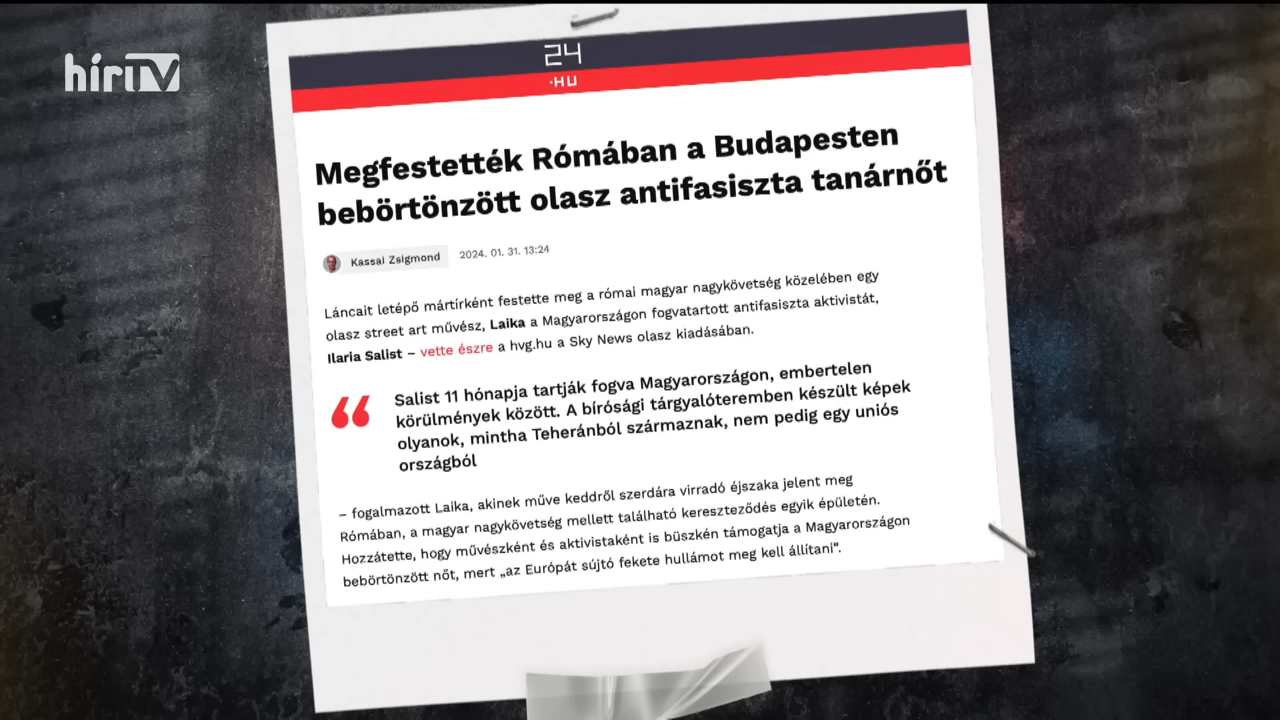 hírTV
24
.HU
Megfestették Rómában a Budapesten
bebörtönzött olasz antifasiszta tanárnőt
Kassai Zsigmond 2024. 01. 31. 13:24
Láncait letépő mártírként festette meg a római magyar nagykövetség közelében egy
olasz street art művész, Laika a Magyarországon fogvatartott antifasiszta aktivistát,
Ilaria Salist – vette észre a hvg.hu a Sky News olasz kiadásában.
“ Salist 11 hónapja tartják fogva Magyarországon, embertelen
körülmények között. A bírósági tárgyalóteremben készült képek
olyanok, mintha Teheránból származnak, nem pedig egy uniós
országból
– fogalmazott Laika, akinek műve keddről szerdára virradó éjszaka jelent meg
Rómában, a magyar nagykövetség mellett található kereszteződés egyik épületén.
Hozzátette, hogy művészként és aktivistaként is büszkén támogatja a Magyarországon
bebörtönzött nőt, mert „az Európát sújtó fekete hullámot meg kell állítani”.